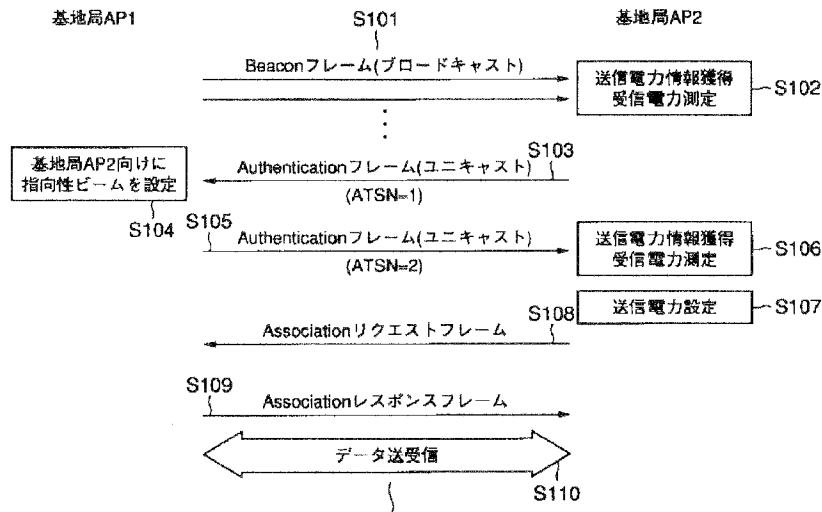 基地局AP1
S101
基地局AP2
Beaconフレーム(ブロードキャスト)
送信電力情報獲得
受信電力測定
S102
S103
基地局AP2向けに
指向性ビームを設定
S104
Authenticationフレーム(ユニキャスト)
(ATSN=1)
S105
Authenticationフレーム(ユニキャスト)
(ATSN=2)
送信電力情報獲得
受信電力測定
S106
送信電力設定
S107
S108
Associationリクエストフレーム
S109
Associationレスポンスフレーム
データ送受信
S110